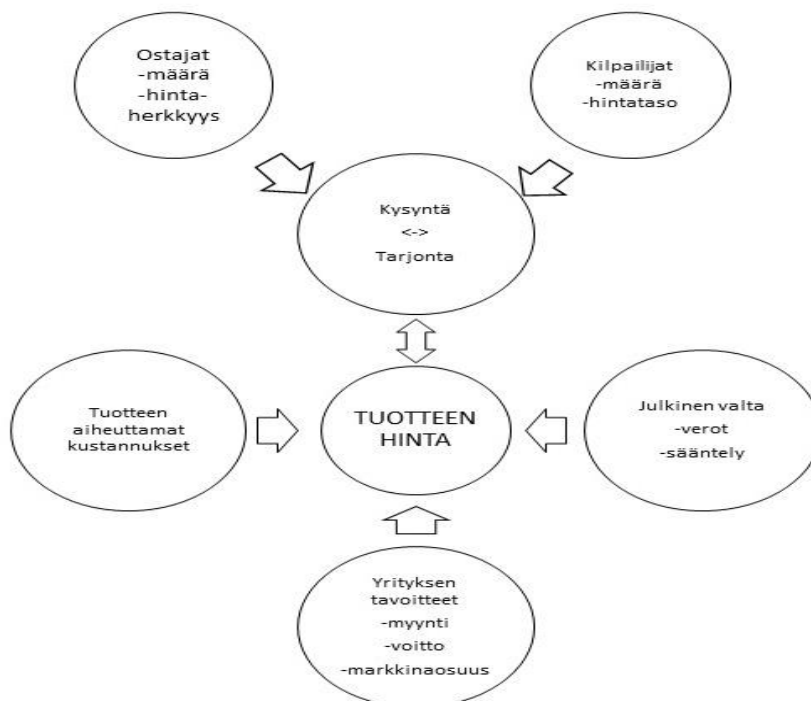 Ostajat
-määrä
-hinta-
herkkyys
Kilpailijat
-määrä
-hintataso
Kysyntä
<->
Tarjonta
Tuotteen
aiheuttamat
kustannukset
TUOTTEEN
HINTA
Julkinen valta
-verot
-sääntely
Yrityksen
tavoitteet
-myynti
-voitto
-markkinaosuus